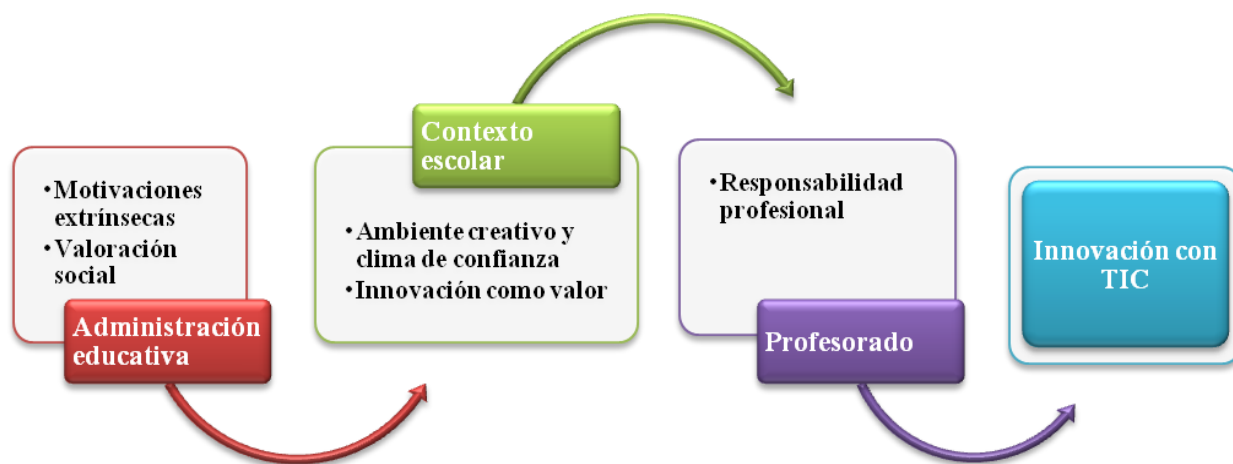 • Motivaciones
extrínsecas
• Valoración
social
Administración
educativa
Contexto
escolar
• Ambiente creativo y
clima de confianza
• Innovación como valor
• Responsabilidad
profesional
Profesorado
Innovación con
TIC